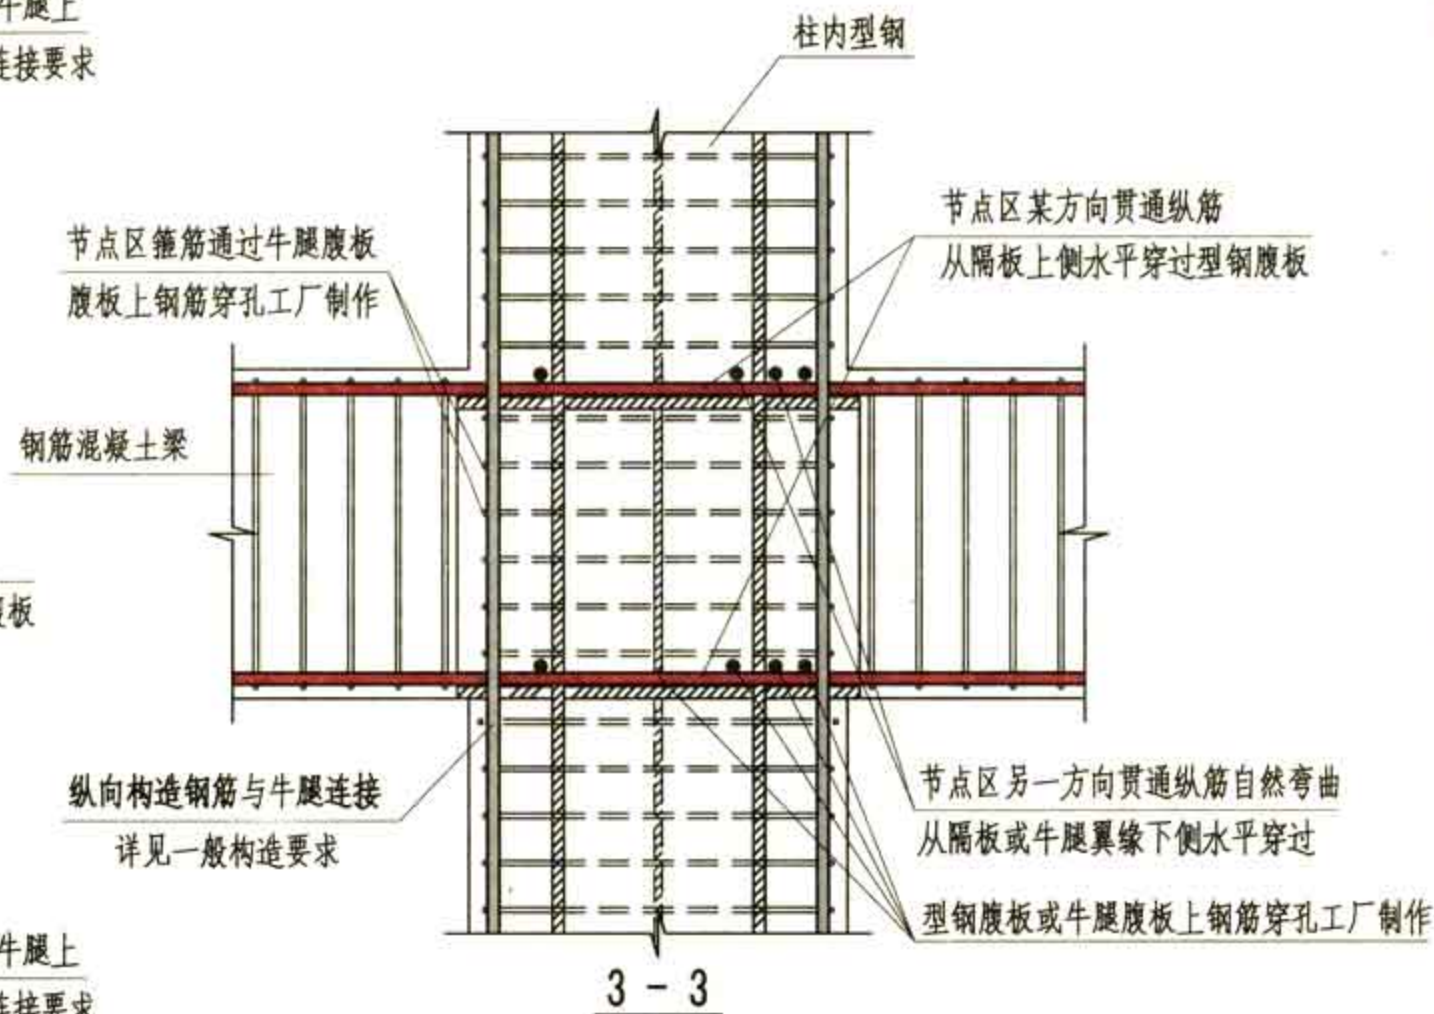 牛腿上
连接要求
柱内型钢
节点区箍筋通过牛腿腹板
腹板上钢筋穿孔工厂制作
节点区某方向贯通纵筋
从隔板上侧水平穿过型钢腹板
钢筋混凝土梁
腹板
纵向构造钢筋与牛腿连接
详见一般构造要求
节点区另一方向贯通纵筋自然弯曲
从隔板或牛腿翼缘下侧水平穿过
型钢腹板或牛腿腹板上钢筋穿孔工厂制作
牛腿上
连接要求
3 - 3